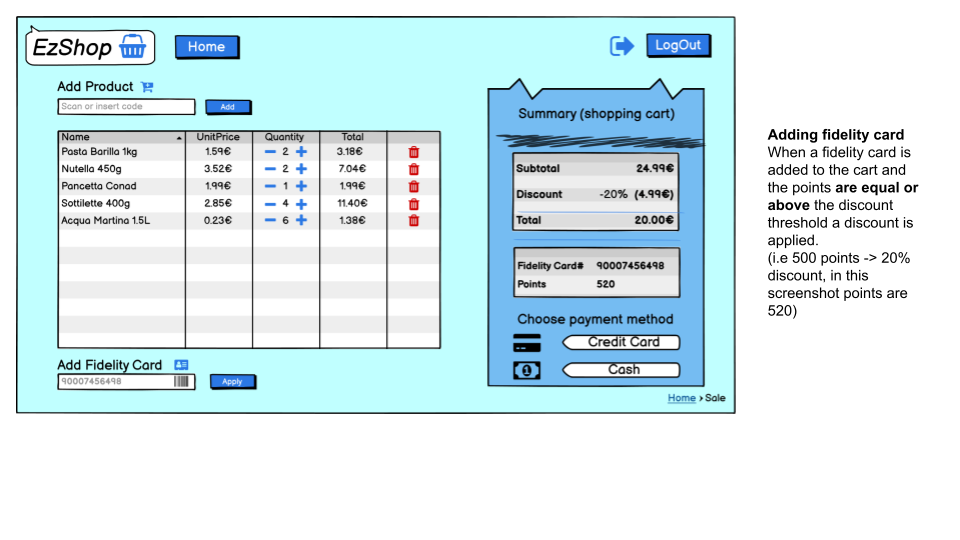 EzShop
Home
LogOut
Add Product
Scan or insert code
Add
Name UnitPrice Quantity Total
Pasta Barilla 1kg 1.59€ 2 3.18€
Nutella 450g 3.52€ 2 7.04€
Pancetta Conad 1.99€ 1 1.99€
Sottilette 400g 2.85€ 4 11.40€
Acqua Martina 1.5L 0.23€ 6 1.38€
Add Fidelity Card
90007456498
Apply
Summary (shopping cart)
Subtotal 24.99€
Discount -20% (4.99€)
Total 20.00€
Fidelity Card# 90007456498
Points 520
Choose payment method
Credit Card
1 Cash
Home > Sale
Adding fidelity card
When a fidelity card is
added to the cart and
the points are equal or
above the discount
threshold a discount is
applied.
(i.e 500 points -> 20%
discount, in this
screenshot points are
520)